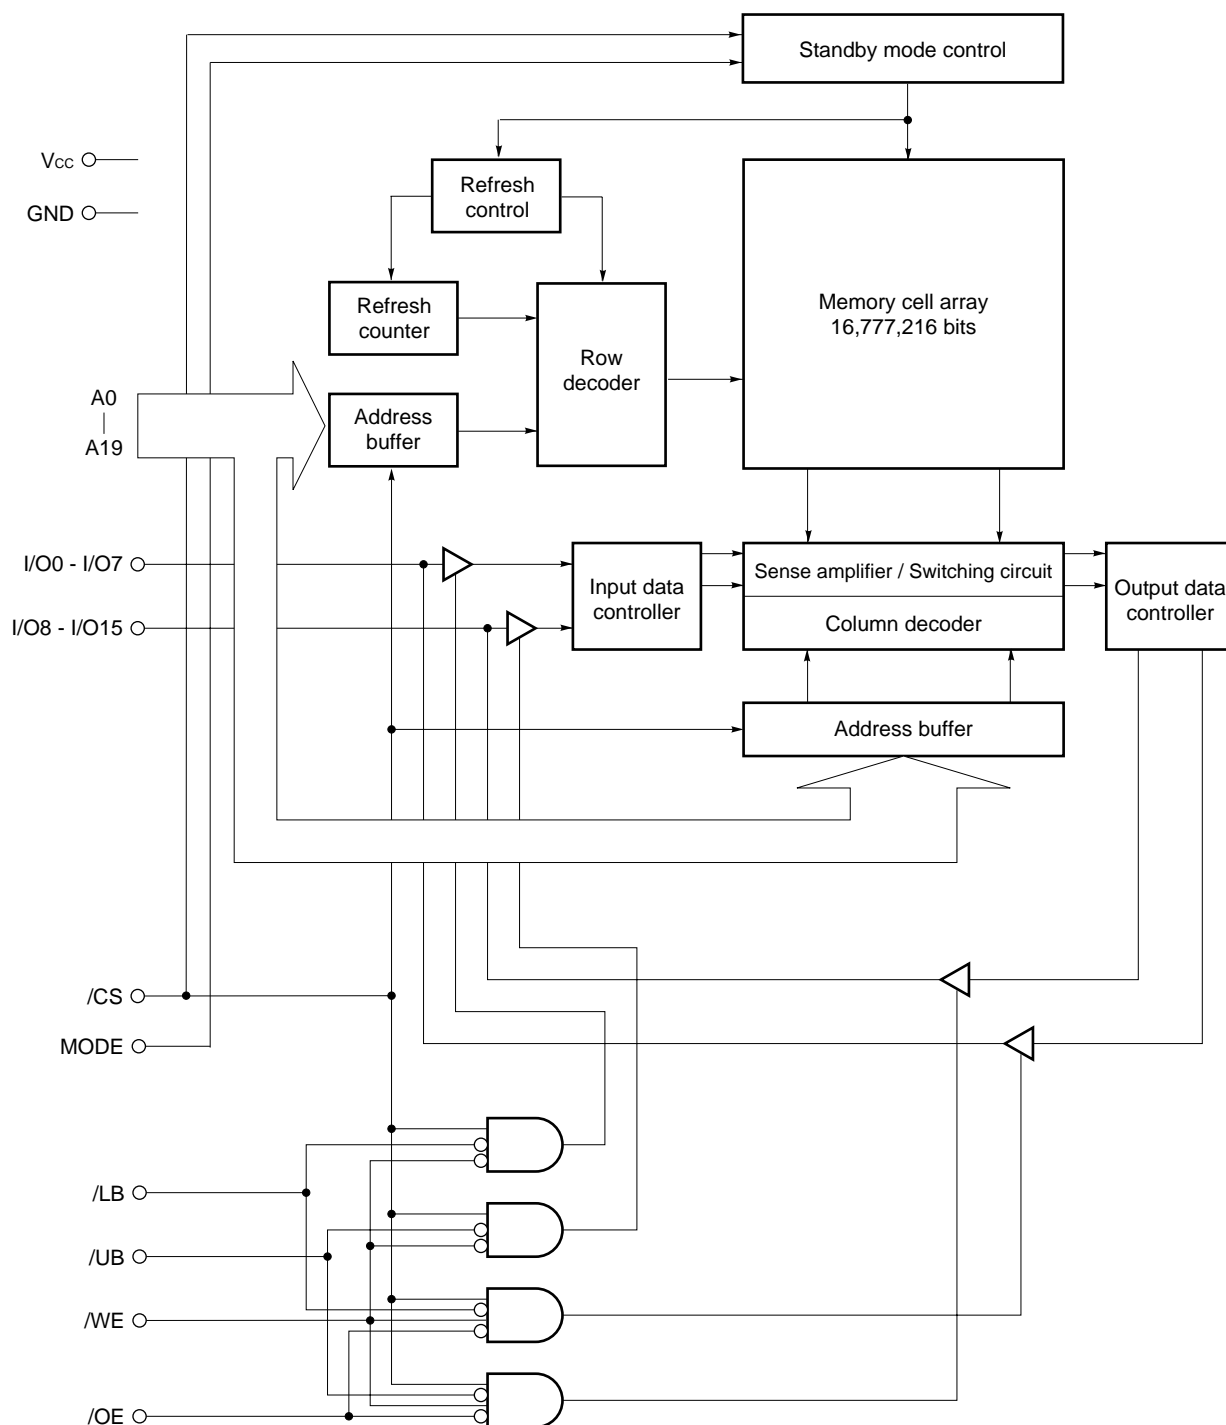 Standby mode control
VCC
GND
Refresh
control
Refresh
counter
Row
decoder
Memory cell array
16,777,216 bits
A0
A19
Address
buffer
I/O0 - I/O7
I/O8 - I/O15
Input data
controller
Sense amplifier / Switching circuit
Column decoder
Output data
controller
Address buffer
/CS
MODE
/LB
/UB
/WE
/OE